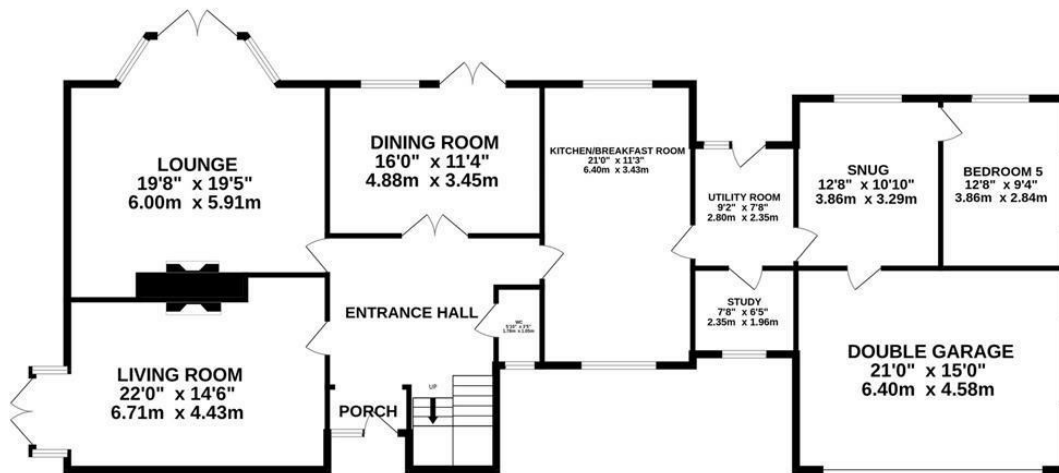 LOUNGE
19'8" x 19'5"
6.00m x 5.91m
DINING ROOM
16'0" x 11'4"
4.88m x 3.45m
KITCHEN/BREAKFAST ROOM
21'0" x 11'3"
6.40m x 3.43m
UTILITY ROOM
9'2" x 7'8"
2.80m x 2.35m
SNUG
12'8" x 10'10"
3.86m x 3.29m
BEDROOM 5
12'8" x 9'4"
3.86m x 2.84m
ENTRANCE HALL
WC
STUDY
7'8" x 6'5"
2.35m x 1.96m
LIVING ROOM
22'0" x 14'6"
6.71m x 4.43m
PORCH
UP
DOUBLE GARAGE
21'0" x 15'0"
6.40m x 4.58m